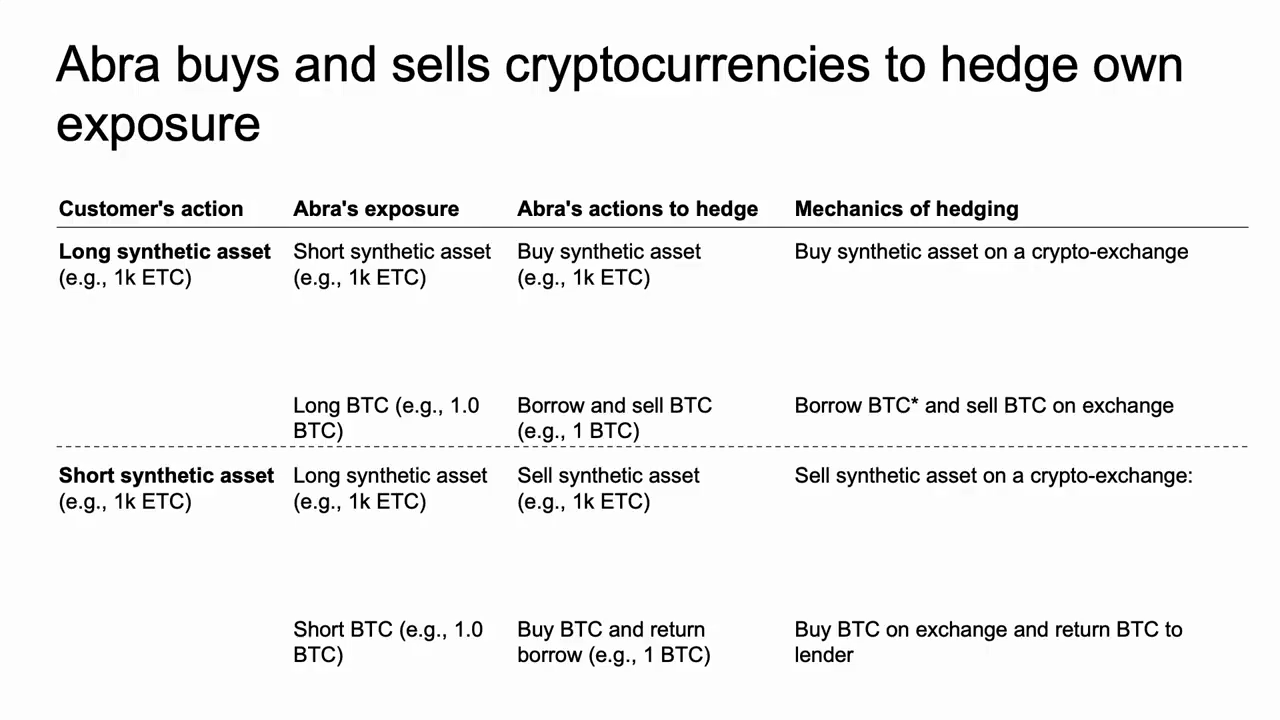 Abra buys and sells cryptocurrencies to hedge own
exposure
Customer's action
Abra's exposure
Abra's actions to hedge
Mechanics of hedging
Long synthetic asset
(e.g., 1k ETC)
Short synthetic asset
(e.g., 1k ETC)
Buy synthetic asset
(e.g., 1k ETC)
Buy synthetic asset on a crypto-exchange
Long BTC (e.g., 1.0
BTC)
Borrow and sell BTC
(e.g., 1 BTC)
Borrow BTC* and sell BTC on exchange
Short synthetic asset
(e.g., 1k ETC)
Long synthetic asset
(e.g., 1k ETC)
Sell synthetic asset
(e.g., 1k ETC)
Sell synthetic asset on a crypto-exchange:
Short BTC (e.g., 1.0
BTC)
Buy BTC and return
borrow (e.g., 1 BTC)
Buy BTC on exchange and return BTC to
lender